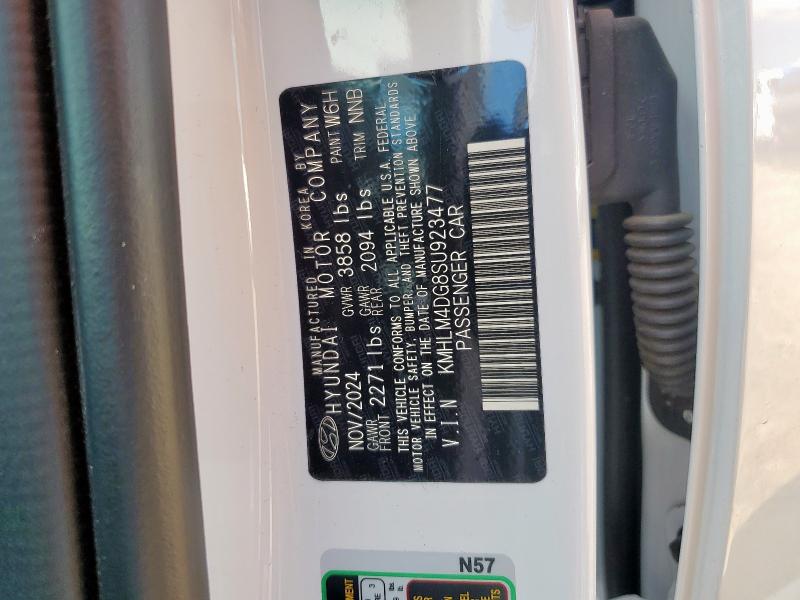 MANUFACTURED IN KOREA BY
HYUNDAI MOTOR COMPANY
NOV/2024 GVWR 3858 lbs PAINT W6H
GAWR FRONT 2271 lbs GAWR REAR 2094 lbs TRIM NNB
THIS VEHICLE CONFORMS TO ALL APPLICABLE U.S.A. FEDERAL
MOTOR VEHICLE SAFETY, BUMPER, AND THEFT PREVENTION STANDARDS
IN EFFECT ON THE DATE OF MANUFACTURE SHOWN ABOVE
V.I.N KMHLM4DG8SU923477
PASSENGER CAR
N57